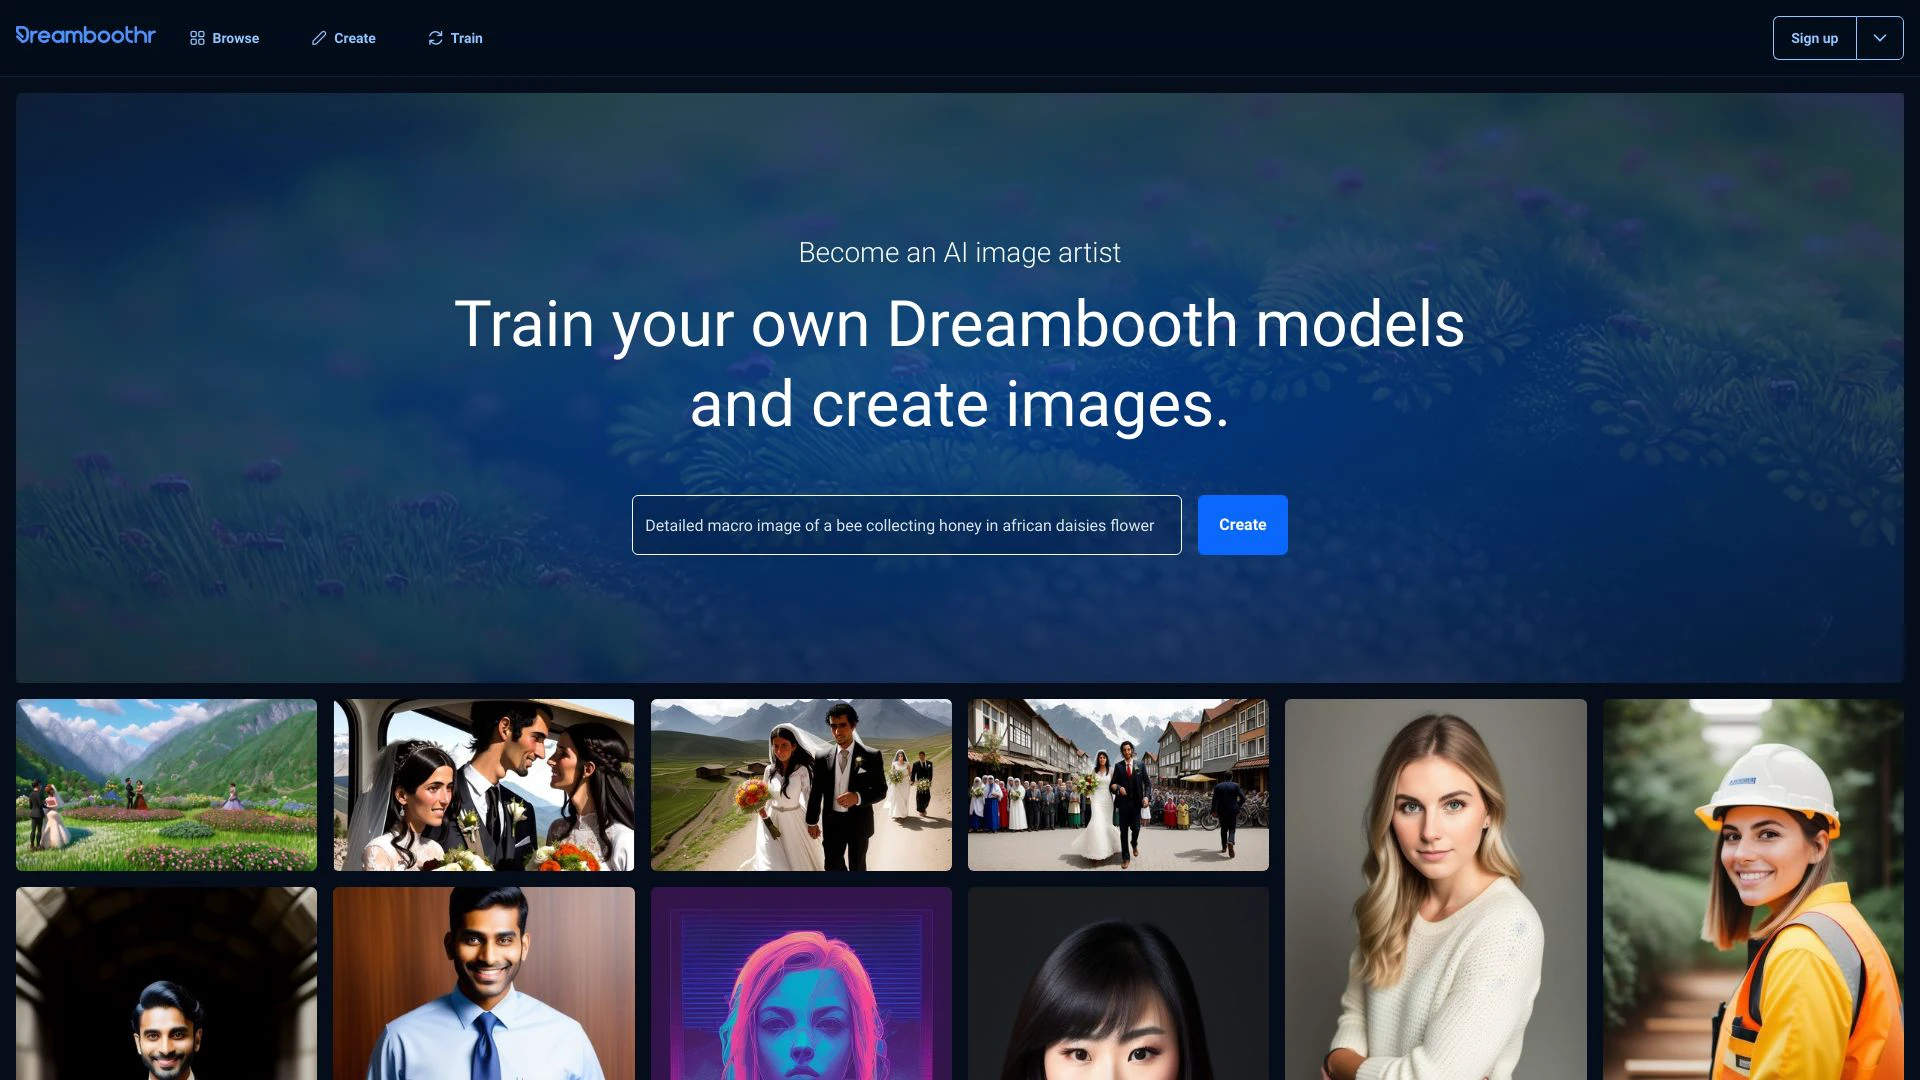 Dreamboothr
Browse
Create
Train
Sign up
Become an AI image artist
Train your own Dreambooth models
and create images.
Detailed macro image of a bee collecting honey in african daisies flower
Create